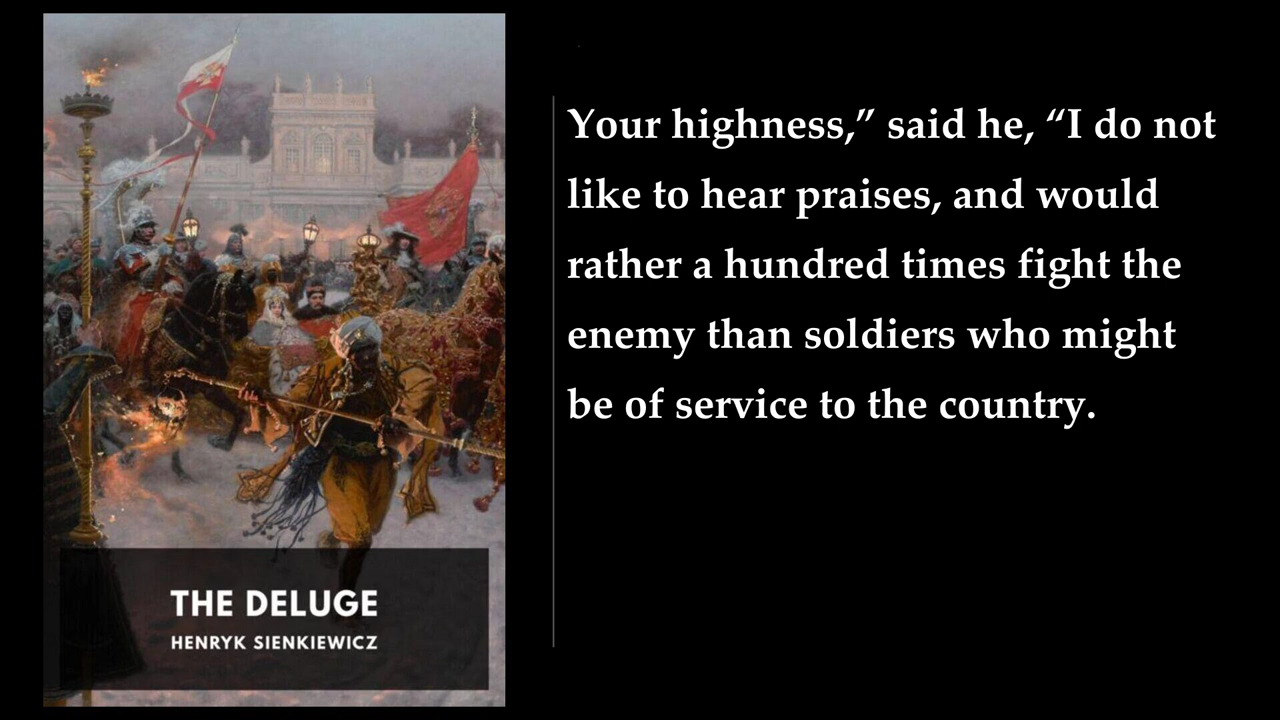 THE DELUGE
HENRYK SIENKIEWICZ
Your highness,” said he, “I do not
like to hear praises, and would
rather a hundred times fight the
enemy than soldiers who might
be of service to the country.